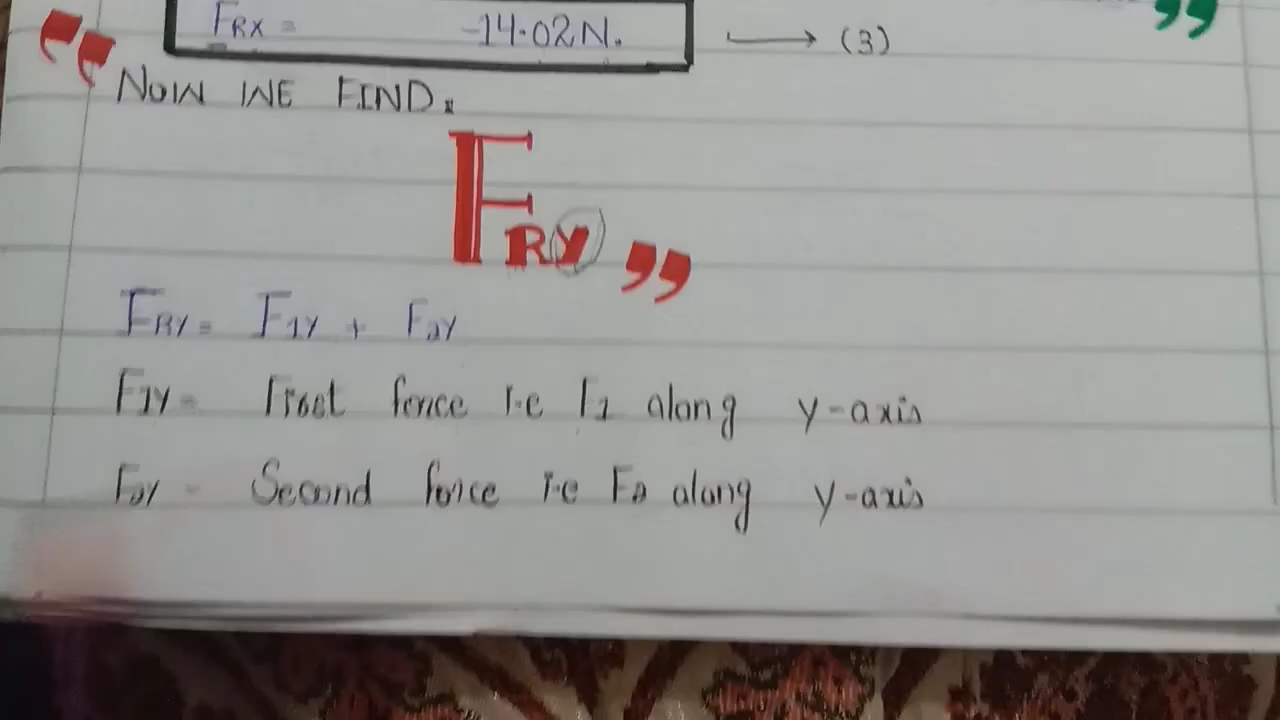 FRX = -14.02N. → (3) ”
“ NOW WE FIND.
FRY ”
FRY = F1Y + F2Y
F1Y = First force i.e F1 along y-axis
F2Y - Second force i.e F2 along y-axis